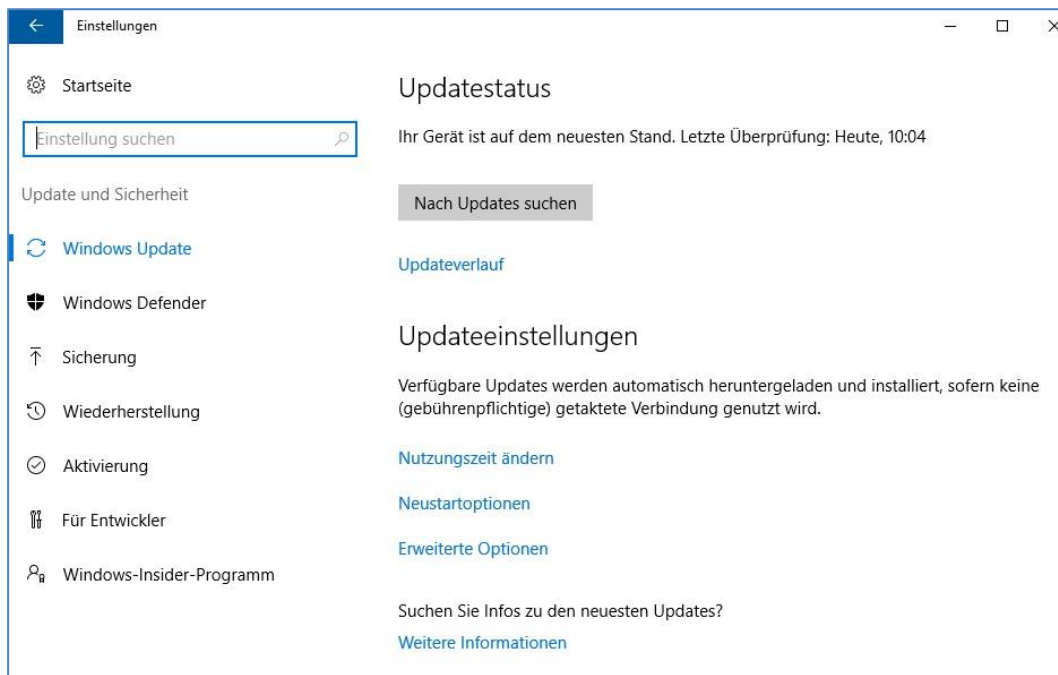 Einstellungen
Startseite
Einstellung suchen
Update und Sicherheit
Windows Update
Windows Defender
Sicherung
Wiederherstellung
Aktivierung
Für Entwickler
Windows-Insider-Programm
Updatestatus
Ihr Gerät ist auf dem neuesten Stand. Letzte Überprüfung: Heute, 10:04
Nach Updates suchen
Updateverlauf
Updateeinstellungen
Verfügbare Updates werden automatisch heruntergeladen und installiert, sofern keine
(gebührenpflichtige) getaktete Verbindung genutzt wird.
Nutzungszeit ändern
Neustartoptionen
Erweiterte Optionen
Suchen Sie Infos zu den neuesten Updates?
Weitere Informationen